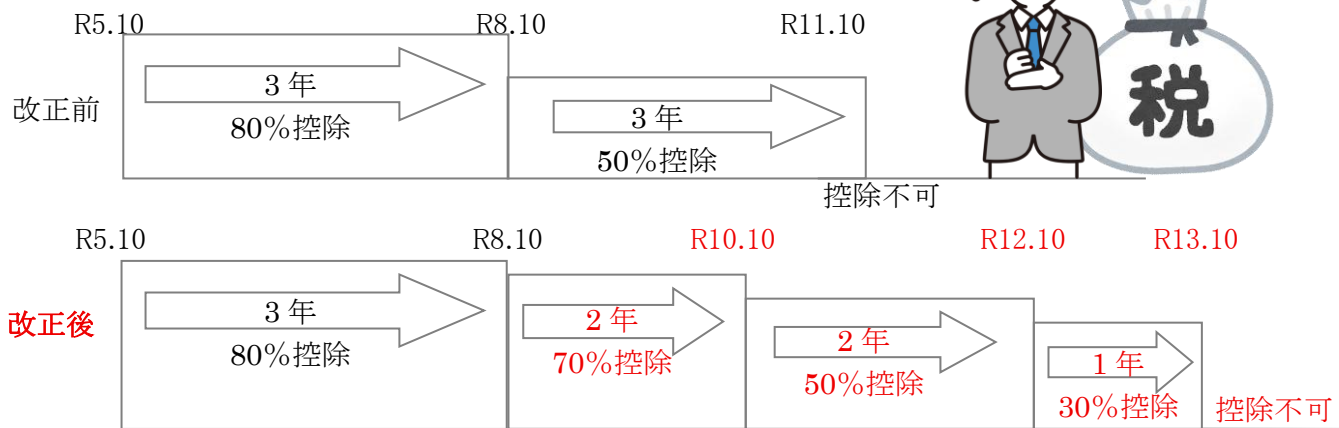 R5.10 R8.10 R11.10
改正前
3年
80%控除
3年
50%控除
控除不可
税
R5.10 R8.10 R10.10 R12.10 R13.10
改正後
3年
80%控除
2年
70%控除
2年
50%控除
1年
30%控除
控除不可